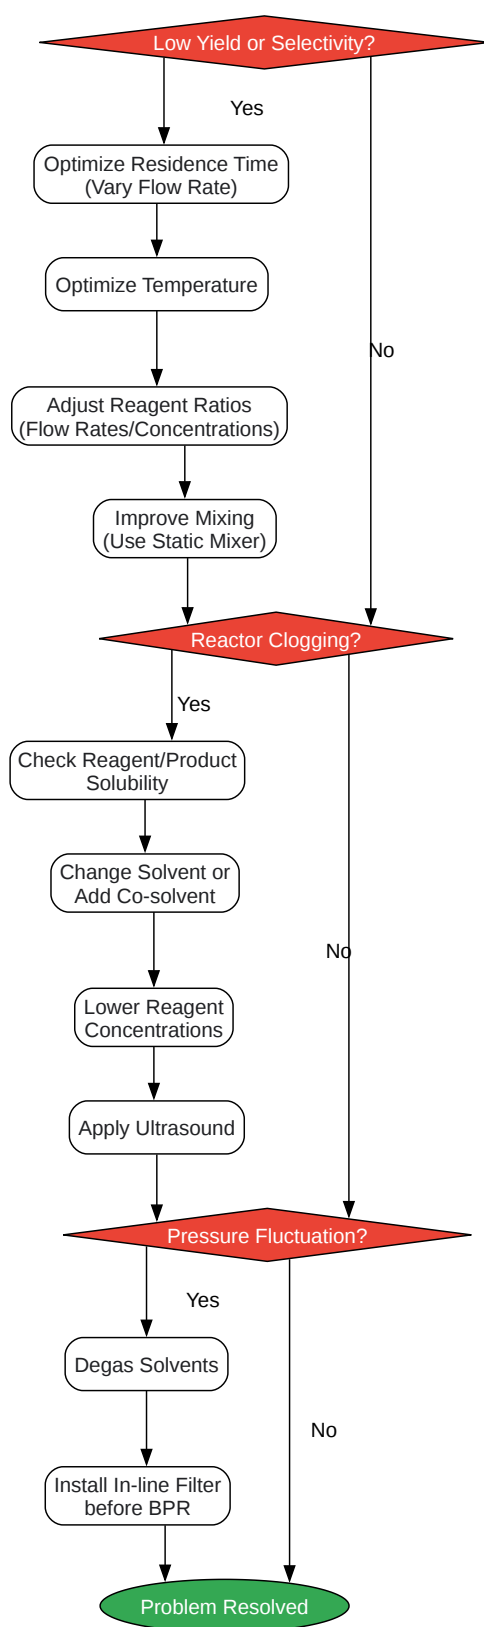 Low Yield or Selectivity?
Yes
Optimize Residence Time
(Vary Flow Rate)
Optimize Temperature
No
Adjust Reagent Ratios
(Flow Rates/Concentrations)
Improve Mixing
(Use Static Mixer)
Reactor Clogging?
Yes
Check Reagent/Product
Solubility
Change Solvent or
Add Co-solvent
No
Lower Reagent
Concentrations
Apply Ultrasound
Pressure Fluctuation?
Yes
Degas Solvents
No
Install In-line Filter
before BPR
Problem Resolved